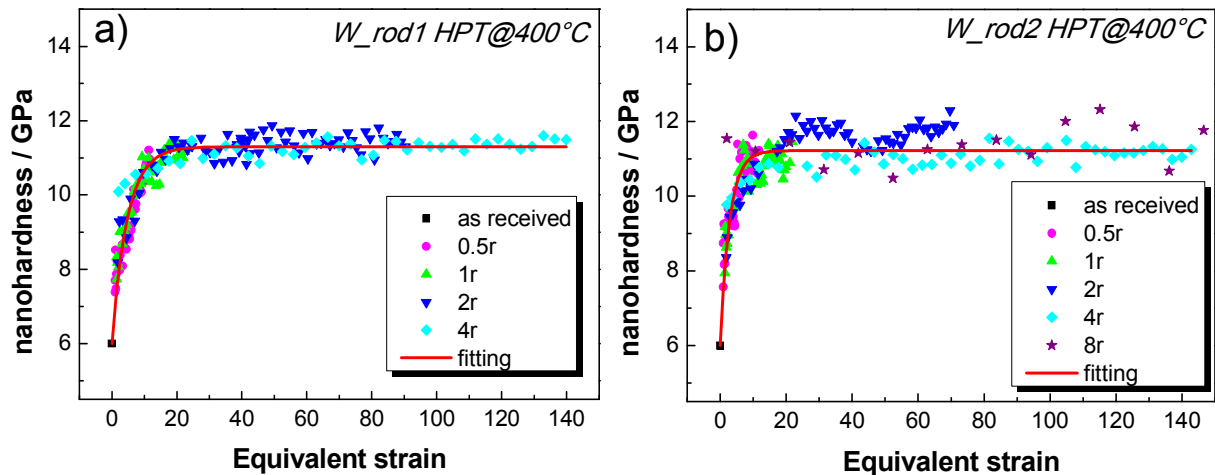 a)
W_rod1 HPT@400°C
nanohardness / GPa
14
12
10
8
6
as received
0.5r
1r
2r
4r
fitting
0 20 40 60 80 100 120 140
Equivalent strain
b)
W_rod2 HPT@400°C
nanohardness / GPa
14
12
10
8
6
as received
0.5r
1r
2r
4r
8r
fitting
0 20 40 60 80 100 120 140
Equivalent strain